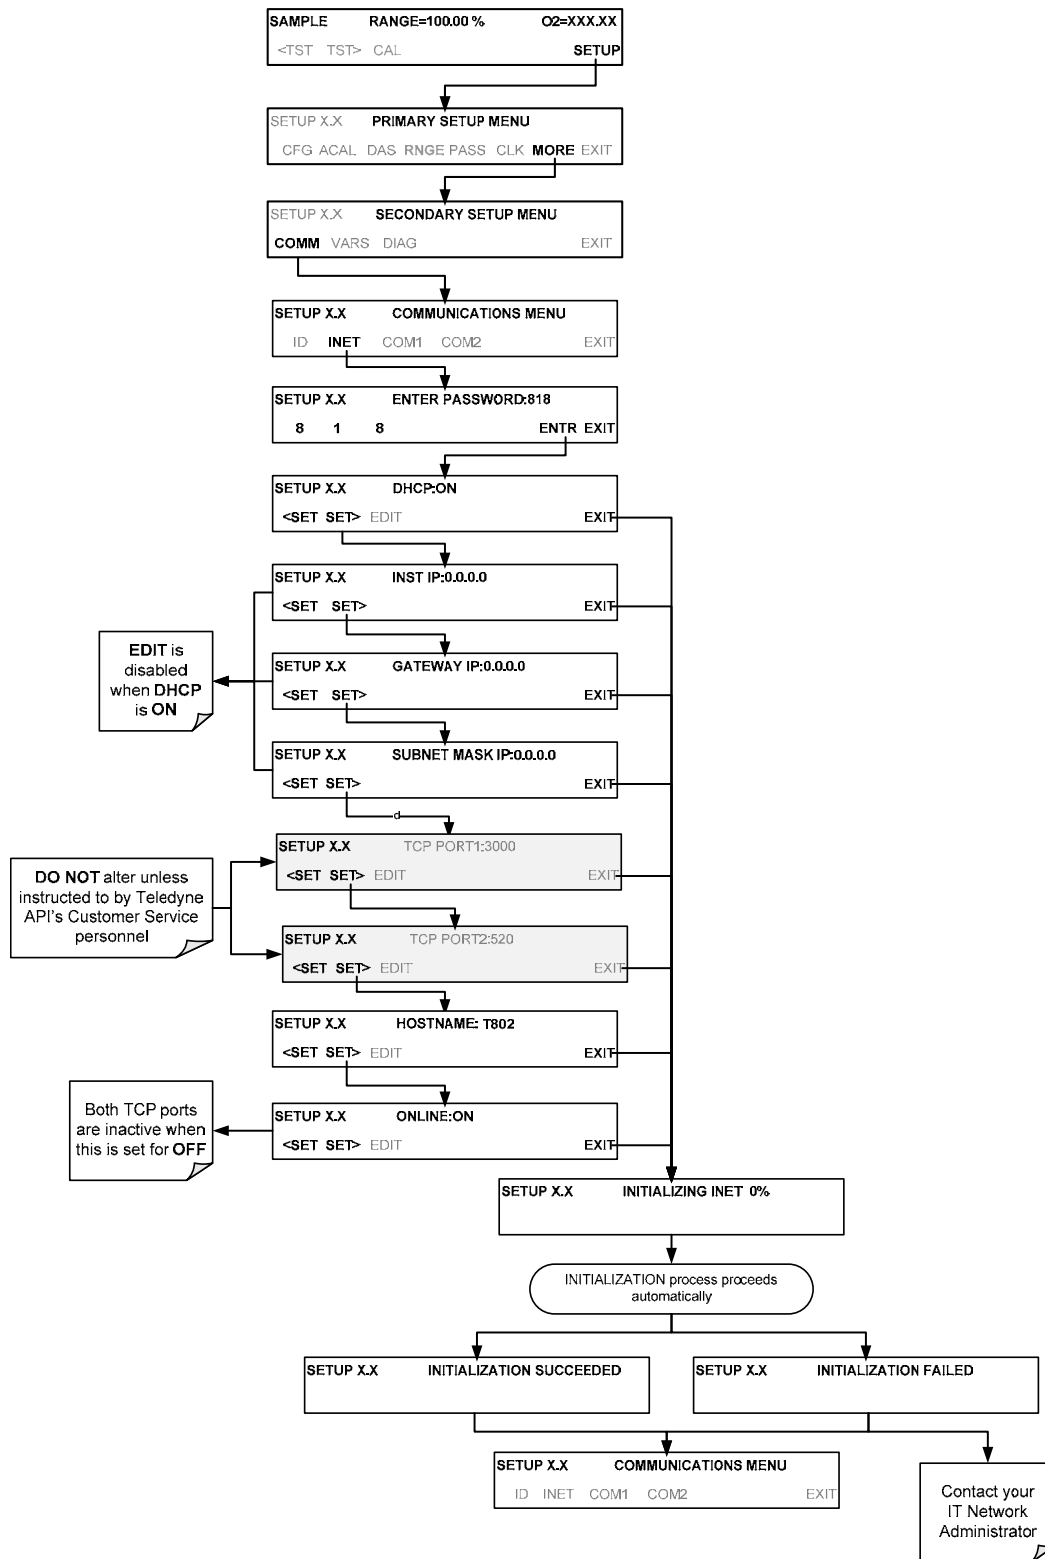 SAMPLE RANGE=100.00 % O2=XXX.XX
<TST TST> CAL SETUP
SETUP X.X PRIMARY SETUP MENU
CFG ACAL DAS RNGE PASS CLK MORE EXIT
SETUP X.X SECONDARY SETUP MENU
COMM VARS DIAG EXIT
SETUP X.X COMMUNICATIONS MENU
ID INET COM1 COM2 EXIT
SETUP X.X ENTER PASSWORD:818
8 1 8 ENTR EXIT
SETUP X.X DHCP:ON
<SET SET> EDIT EXIT
SETUP X.X INST IP:0.0.0.0
<SET SET> EXIT
EDIT is
disabled
when DHCP
is ON
SETUP X.X GATEWAY IP:0.0.0.0
<SET SET> EXIT
SETUP X.X SUBNET MASK IP:0.0.0.0
<SET SET> EXIT
d
SETUP X.X TCP PORT1:3000
<SET SET> EDIT EXIT
DO NOT alter unless
instructed to by Teledyne
API's Customer Service
personnel
SETUP X.X TCP PORT2:520
<SET SET> EDIT EXIT
SETUP X.X HOSTNAME: T802
<SET SET> EDIT EXIT
Both TCP ports
are inactive when
this is set for OFF
SETUP X.X ONLINE:ON
<SET SET> EDIT EXIT
SETUP X.X INITIALIZING INET 0%
INITIALIZATION process proceeds
automatically
SETUP X.X INITIALIZATION SUCCEEDED
SETUP X.X INITIALIZATION FAILED
SETUP X.X COMMUNICATIONS MENU
ID INET COM1 COM2 EXIT
Contact your
IT Network
Administrator